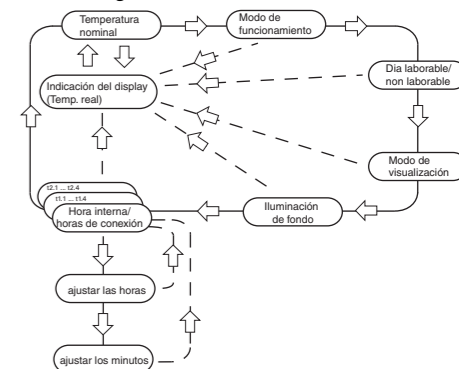 Temperatura
nominal
Modo de
funcionamiento
Indicación del display
(Temp. real)
Dia laborable/
non laborable
Modo de
visualización
t2.1 ... t2.4
t1.1 ... t1.4
Hora interna/
horas de conexión
Iluminación
de fondo
ajustar las horas
ajustar los minutos